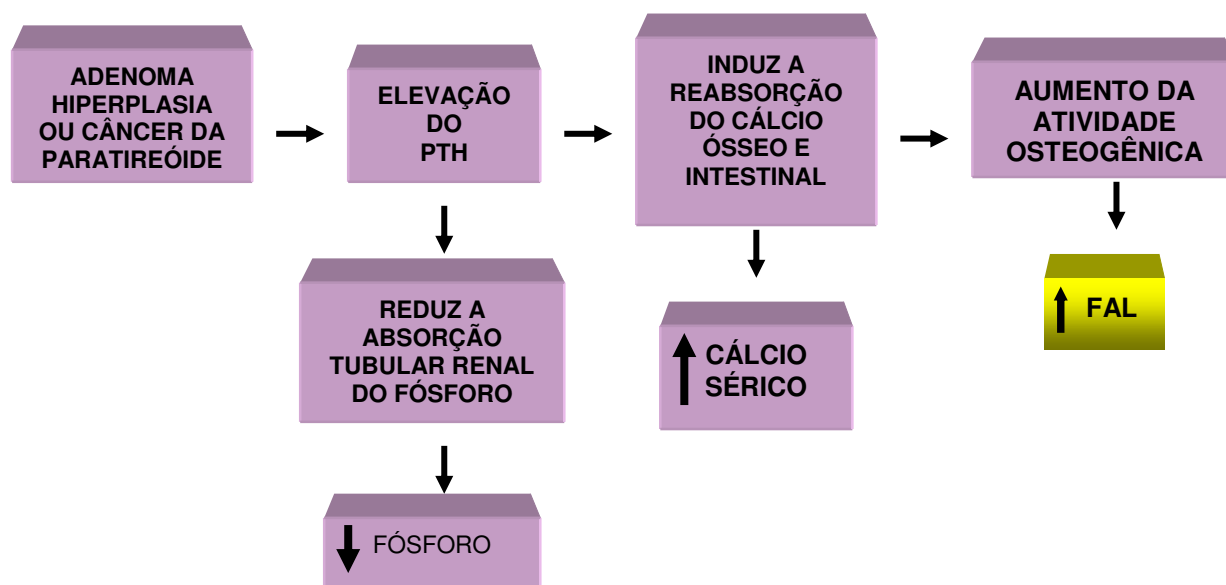 ADENOMA
HIPERPLASIA
OU CÂNCER DA
PARATIREÓIDE
ELEVAÇÃO
DO
PTH
INDUZ A
REABSORÇÃO
DO CÁLCIO
ÓSSEO E
INTESTINAL
AUMENTO DA
ATIVIDADE
OSTEOGÊNICA
REDUZ A
ABSORÇÃO
TUBULAR RENAL
DO FÓSFORO
CÁLCIO
SÉRICO
FAL
FÓSFORO